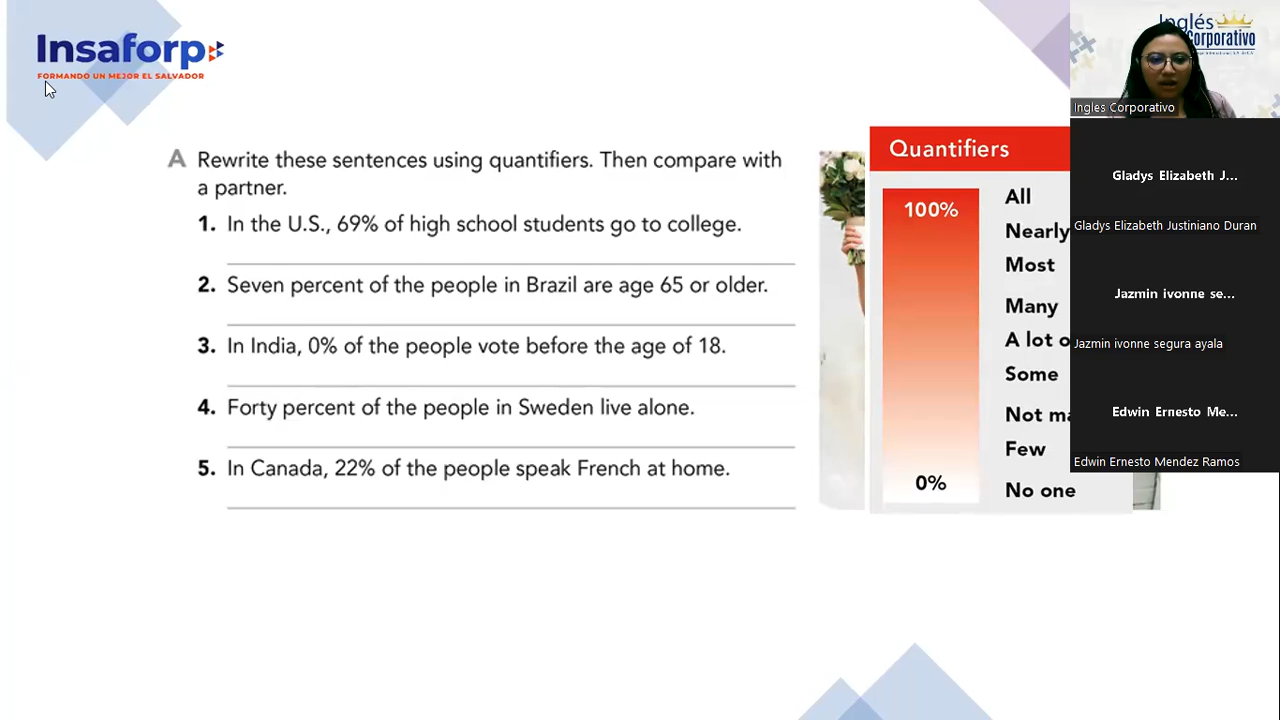 Insaforp
FORMANDO UN MEJOR EL SALVADOR
A Rewrite these sentences using quantifiers. Then compare with
a partner.
1. In the U.S., 69% of high school students go to college.
2. Seven percent of the people in Brazil are age 65 or older.
3. In India, 0% of the people vote before the age of 18.
4. Forty percent of the people in Sweden live alone.
5. In Canada, 22% of the people speak French at home.
Quantifiers
100%
0%
All
Nearly
Most
Many
A lot o
Some
Not ma
Few
No one
Inglés
Corporativo
Ingles Corporativo
Gladys Elizabeth J...
Gladys Elizabeth Justiniano Duran
Jazmin ivonne se...
Jazmin ivonne segura ayala
Edwin Ernesto Me...
Edwin Ernesto Mendez Ramos